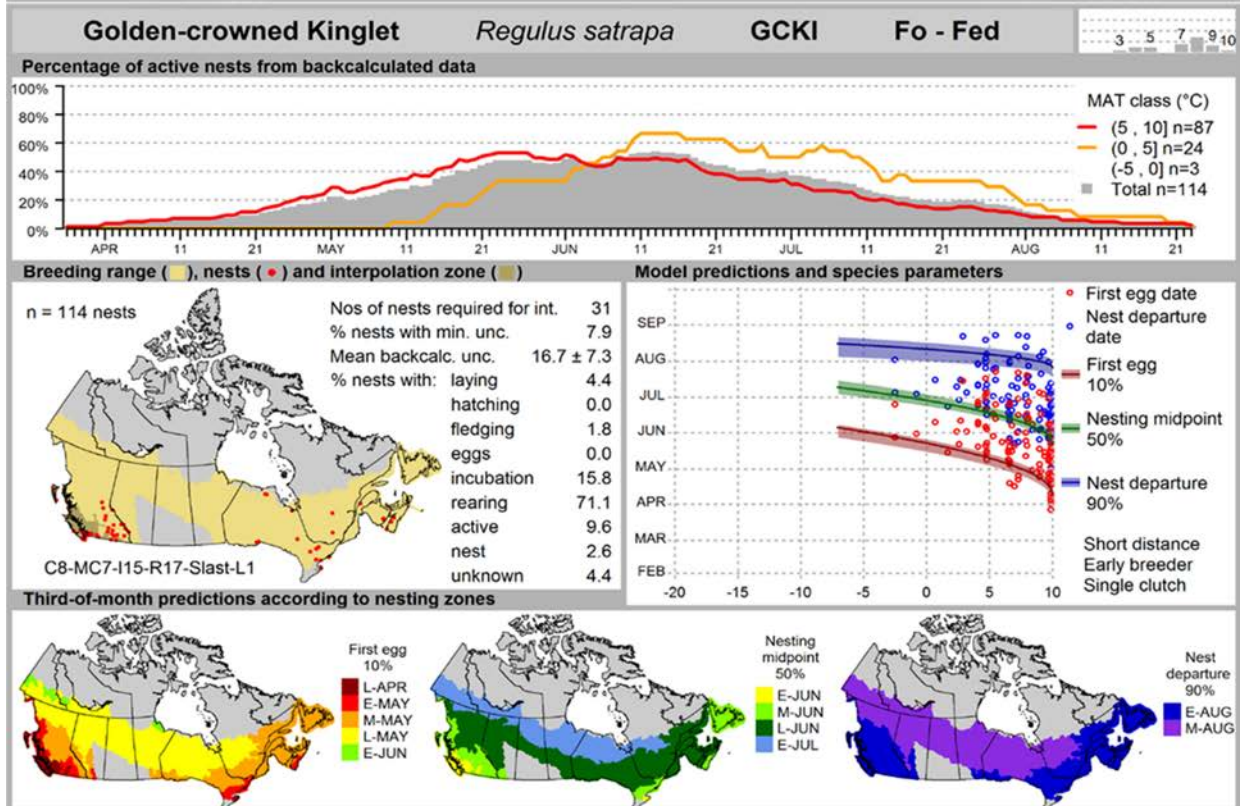 Golden-crowned Kinglet Regulus satrapa GCKI Fo - Fed
3 5 7 9 10
Percentage of active nests from backcalculated data
100%
80%
60%
40%
20%
0%
APR 11 21 MAY 11 21 JUN 11 21 JUL 11 21 AUG 11 21
MAT class (°C)
(5 , 10] n=87
(0 , 5] n=24
(-5 , 0] n=3
Total n=114
Breeding range ( ), nests ( ) and interpolation zone ( )
n = 114 nests
Nos of nests required for int. 31
% nests with min. unc. 7.9
Mean backcalc. unc. 16.7 ± 7.3
% nests with: laying 4.4
hatching 0.0
fledging 1.8
eggs 0.0
incubation 15.8
rearing 71.1
active 9.6
nest 2.6
unknown 4.4
C8-MC7-I15-R17-Slast-L1
Model predictions and species parameters
SEP
AUG
JUL
JUN
MAY
APR
MAR
FEB
-20 -15 -10 -5 0 5 10
First egg date
Nest departure
date
First egg
10%
Nesting midpoint
50%
Nest departure
90%
Short distance
Early breeder
Single clutch
Third-of-month predictions according to nesting zones
First egg
10%
L-APR
E-MAY
M-MAY
L-MAY
E-JUN
Nesting
midpoint
50%
E-JUN
M-JUN
L-JUN
E-JUL
Nest
departure
90%
E-AUG
M-AUG